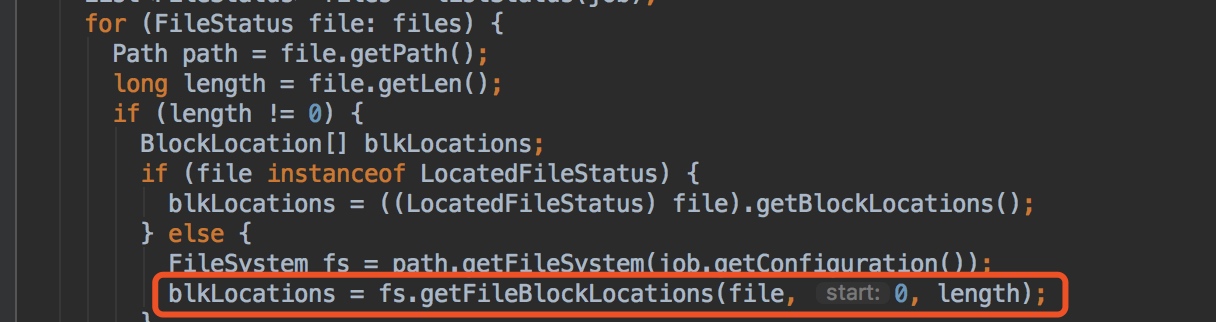 List<FileStatus> files = listStatus(job);
for (FileStatus file: files) {
Path path = file.getPath();
long length = file.getLen();
if (length != 0) {
BlockLocation[] blkLocations;
if (file instanceof LocatedFileStatus) {
blkLocations = ((LocatedFileStatus) file).getBlockLocations();
} else {
FileSystem fs = path.getFileSystem(job.getConfiguration());
blkLocations = fs.getFileBlockLocations(file, start: 0, length);
}